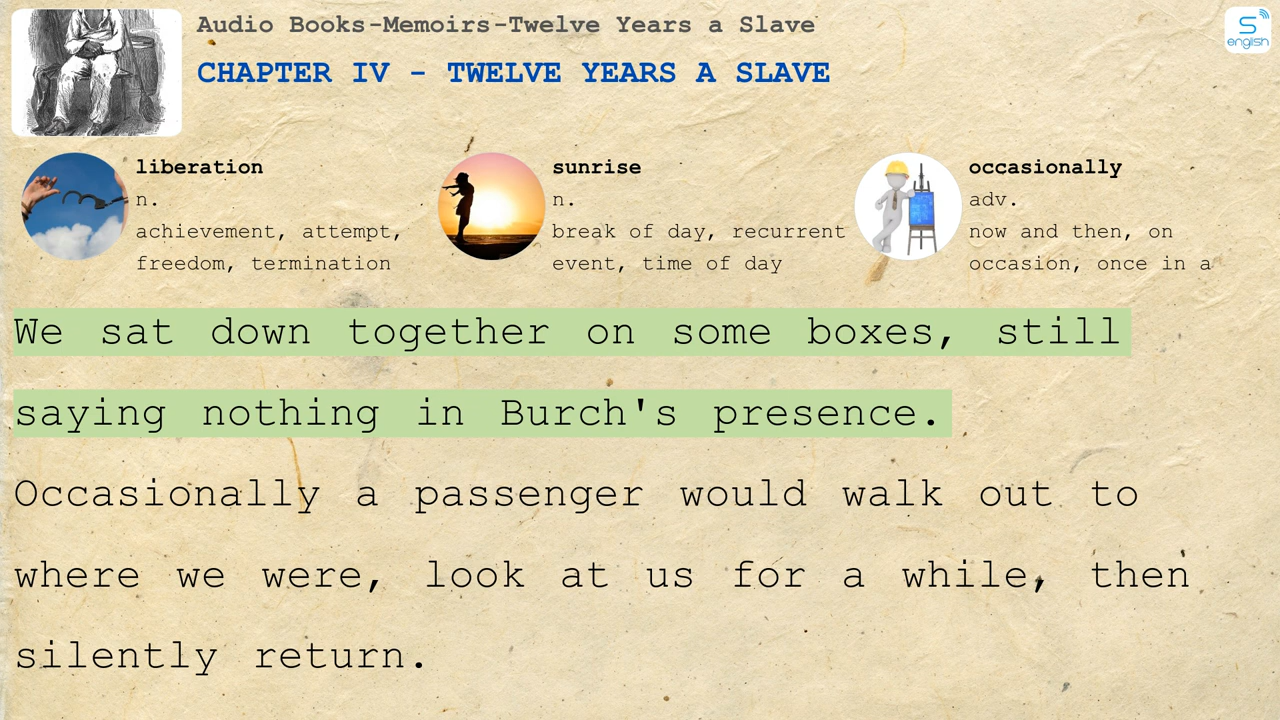 Audio Books-Memoirs-Twelve Years a Slave
CHAPTER IV - TWELVE YEARS A SLAVE
S
english
liberation
n.
achievement, attempt,
freedom, termination
sunrise
n.
break of day, recurrent
event, time of day
occasionally
adv.
now and then, on
occasion, once in a
We sat down together on some boxes, still
saying nothing in Burch's presence.
Occasionally a passenger would walk out to
where we were, look at us for a while, then
silently return.